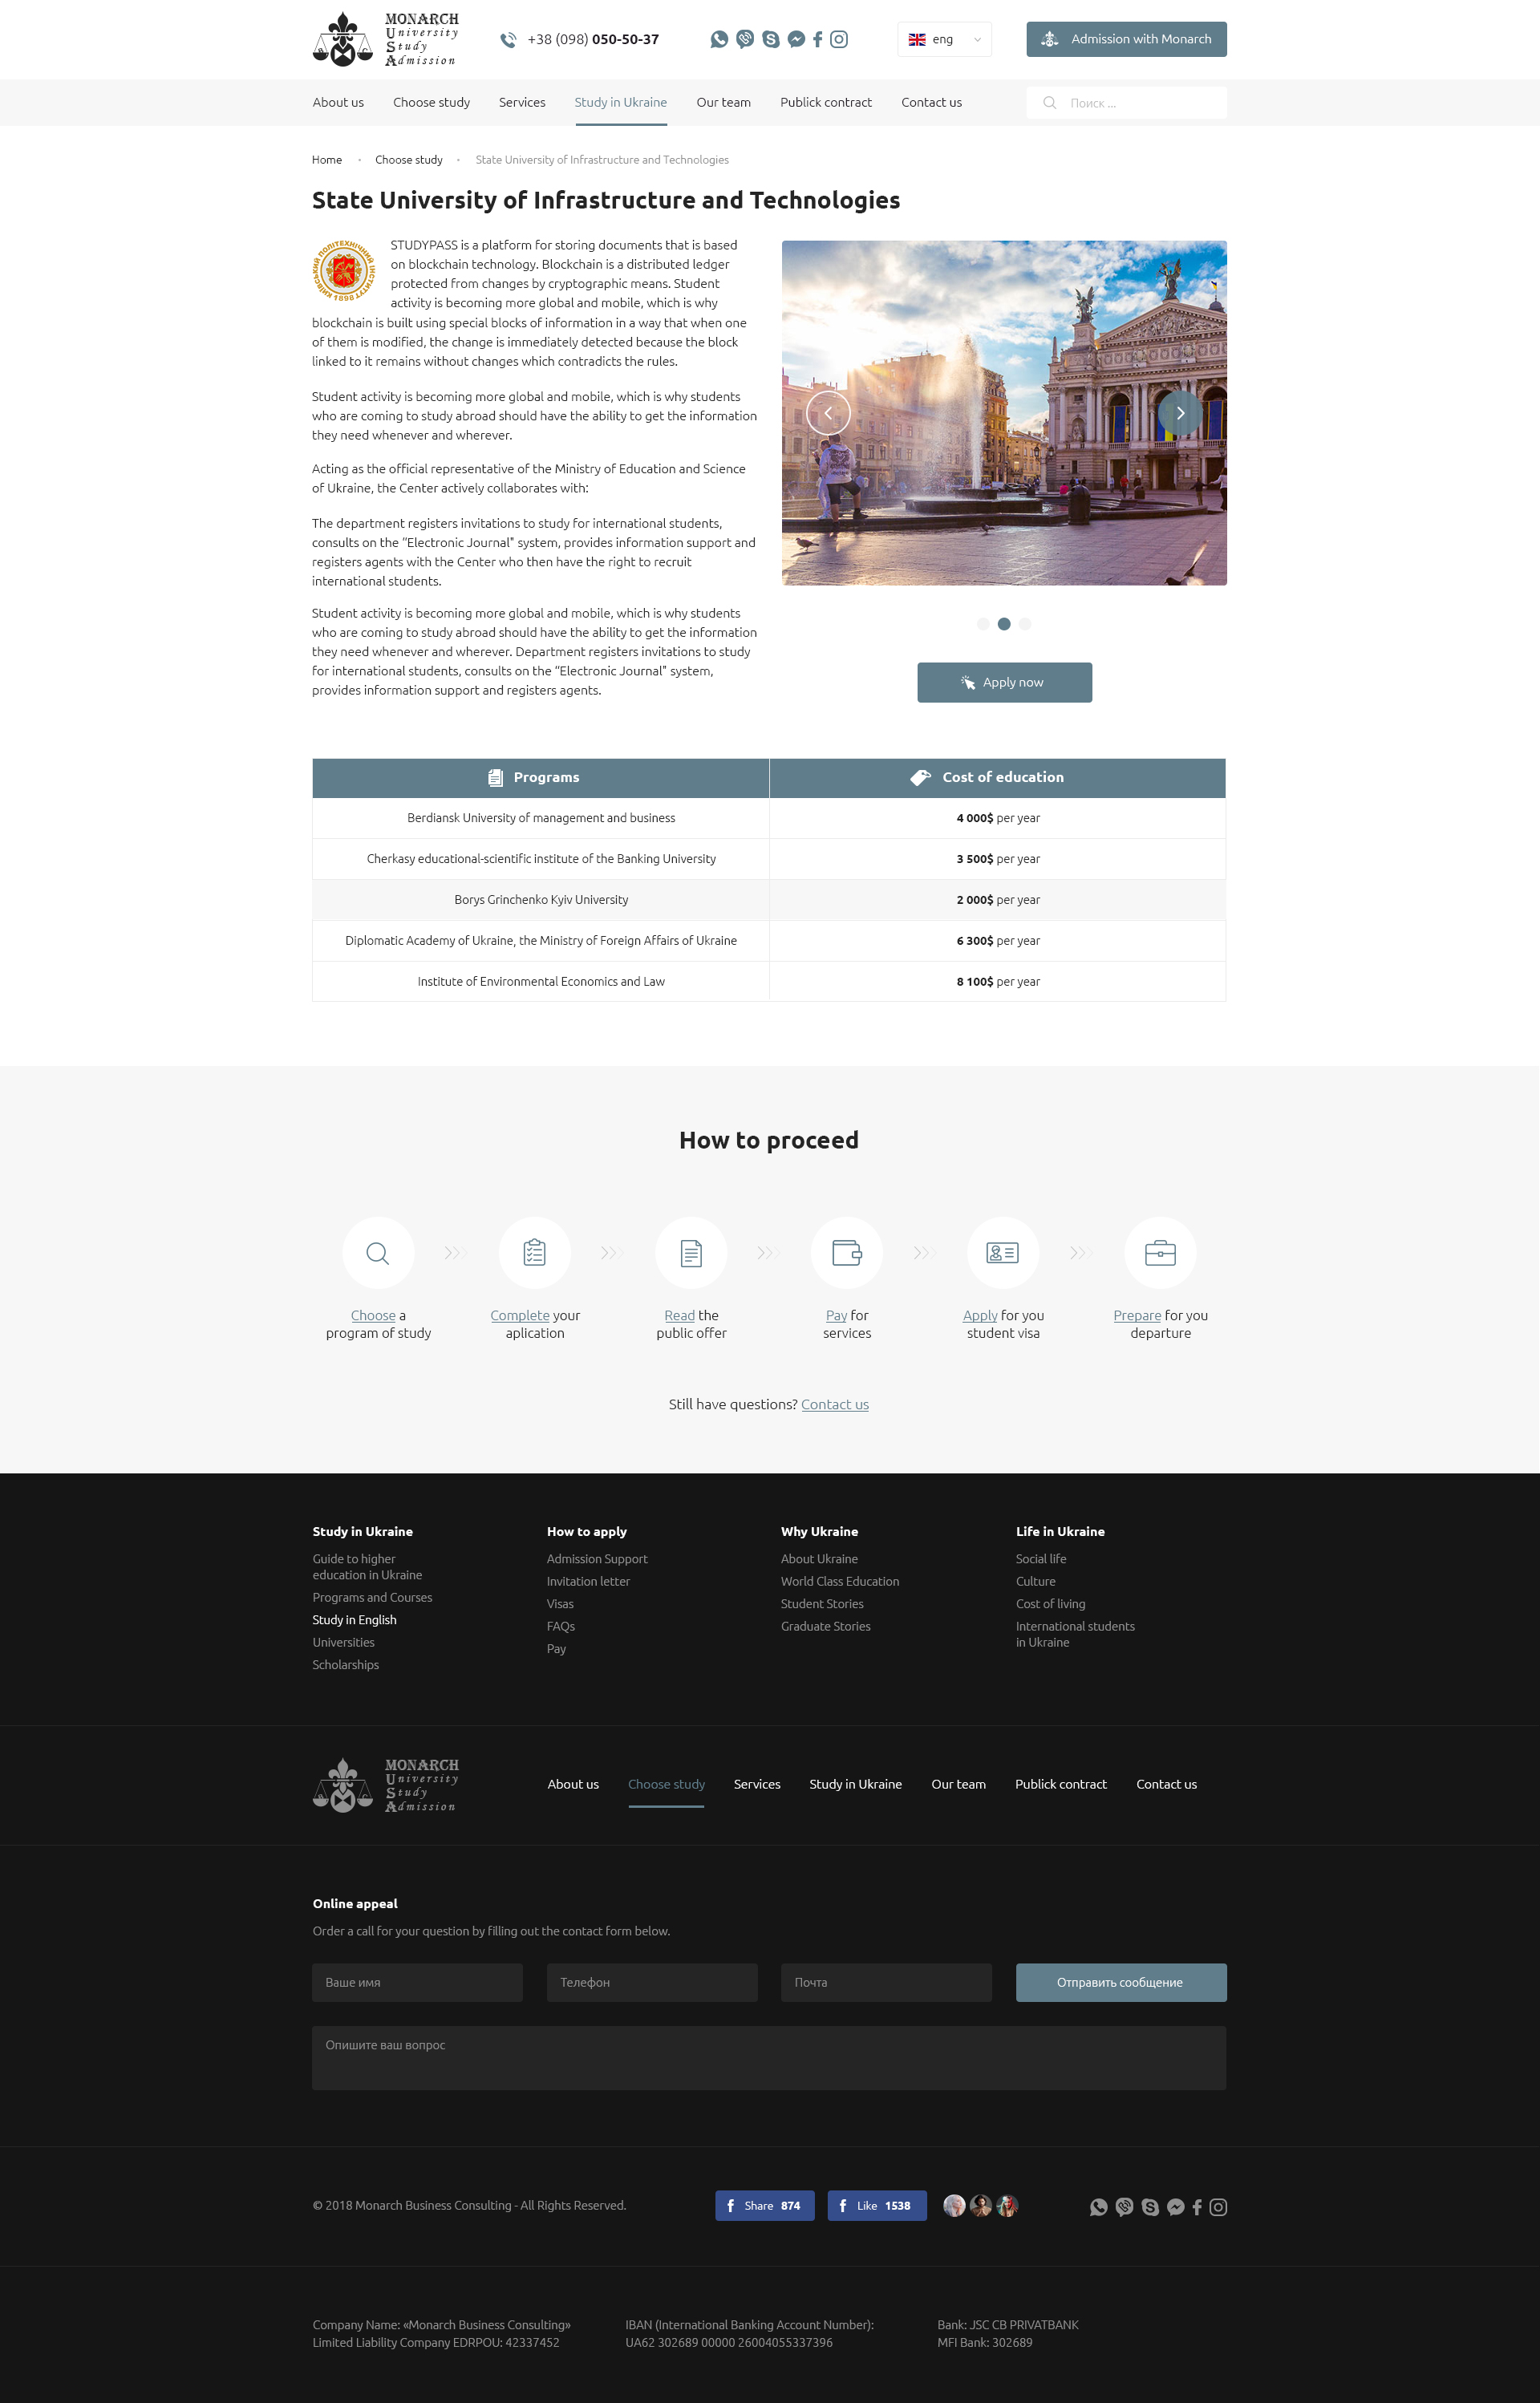 MONARCH
University
Study
Admission
+38 (098) 050-50-37
eng
Admission with Monarch
About us
Choose study
Services
Study in Ukraine
Our team
Publick contract
Contact us
Поиск ...
Home • Choose study • State University of Infrastructure and Technologies
State University of Infrastructure and Technologies
КИЇВСЬКИЙ ПОЛІТЕХНІЧНИЙ ІНСТИТУТ
1898
STUDYPASS is a platform for storing documents that is based
on blockchain technology. Blockchain is a distributed ledger
protected from changes by cryptographic means. Student
activity is becoming more global and mobile, which is why
blockchain is built using special blocks of information in a way that when one
of them is modified, the change is immediately detected because the block
linked to it remains without changes which contradicts the rules.
Student activity is becoming more global and mobile, which is why students
who are coming to study abroad should have the ability to get the information
they need whenever and wherever.
Acting as the official representative of the Ministry of Education and Science
of Ukraine, the Center actively collaborates with:
The department registers invitations to study for international students,
consults on the “Electronic Journal" system, provides information support and
registers agents with the Center who then have the right to recruit
international students.
Student activity is becoming more global and mobile, which is why students
who are coming to study abroad should have the ability to get the information
they need whenever and wherever. Department registers invitations to study
for international students, consults on the “Electronic Journal" system,
provides information support and registers agents.
Apply now
Programs
Cost of education
Berdiansk University of management and business
4 000$ per year
Cherkasy educational-scientific institute of the Banking University
3 500$ per year
Borys Grinchenko Kyiv University
2 000$ per year
Diplomatic Academy of Ukraine, the Ministry of Foreign Affairs of Ukraine
6 300$ per year
Institute of Environmental Economics and Law
8 100$ per year
How to proceed
Choose a
program of study
Complete your
aplication
Read the
public offer
Pay for
services
Apply for you
student visa
Prepare for you
departure
Still have questions? Contact us
Study in Ukraine
Guide to higher
education in Ukraine
Programs and Courses
Study in English
Universities
Scholarships
How to apply
Admission Support
Invitation letter
Visas
FAQs
Pay
Why Ukraine
About Ukraine
World Class Education
Student Stories
Graduate Stories
Life in Ukraine
Social life
Culture
Cost of living
International students
in Ukraine
MONARCH
University
Study
Admission
About us
Choose study
Services
Study in Ukraine
Our team
Publick contract
Contact us
Online appeal
Order a call for your question by filling out the contact form below.
Ваше имя
Телефон
Почта
Отправить сообщение
Опишите ваш вопрос
© 2018 Monarch Business Consulting - All Rights Reserved.
Share 874
Like 1538
Company Name: «Monarch Business Consulting»
Limited Liability Company EDRPOU: 42337452
IBAN (International Banking Account Number):
UA62 302689 00000 26004055337396
Bank: JSC CB PRIVATBANK
MFI Bank: 302689